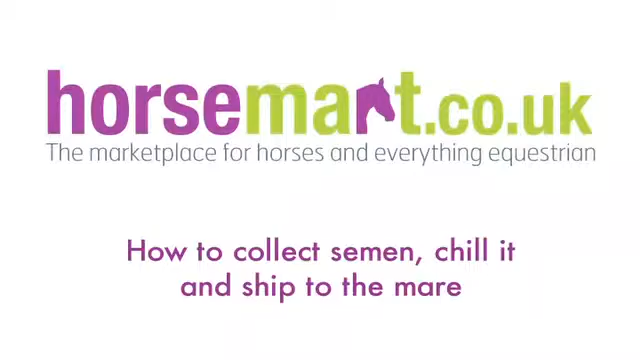 horsemart.co.uk
The marketplace for horses and everything equestrian
How to collect semen, chill it
and ship to the mare